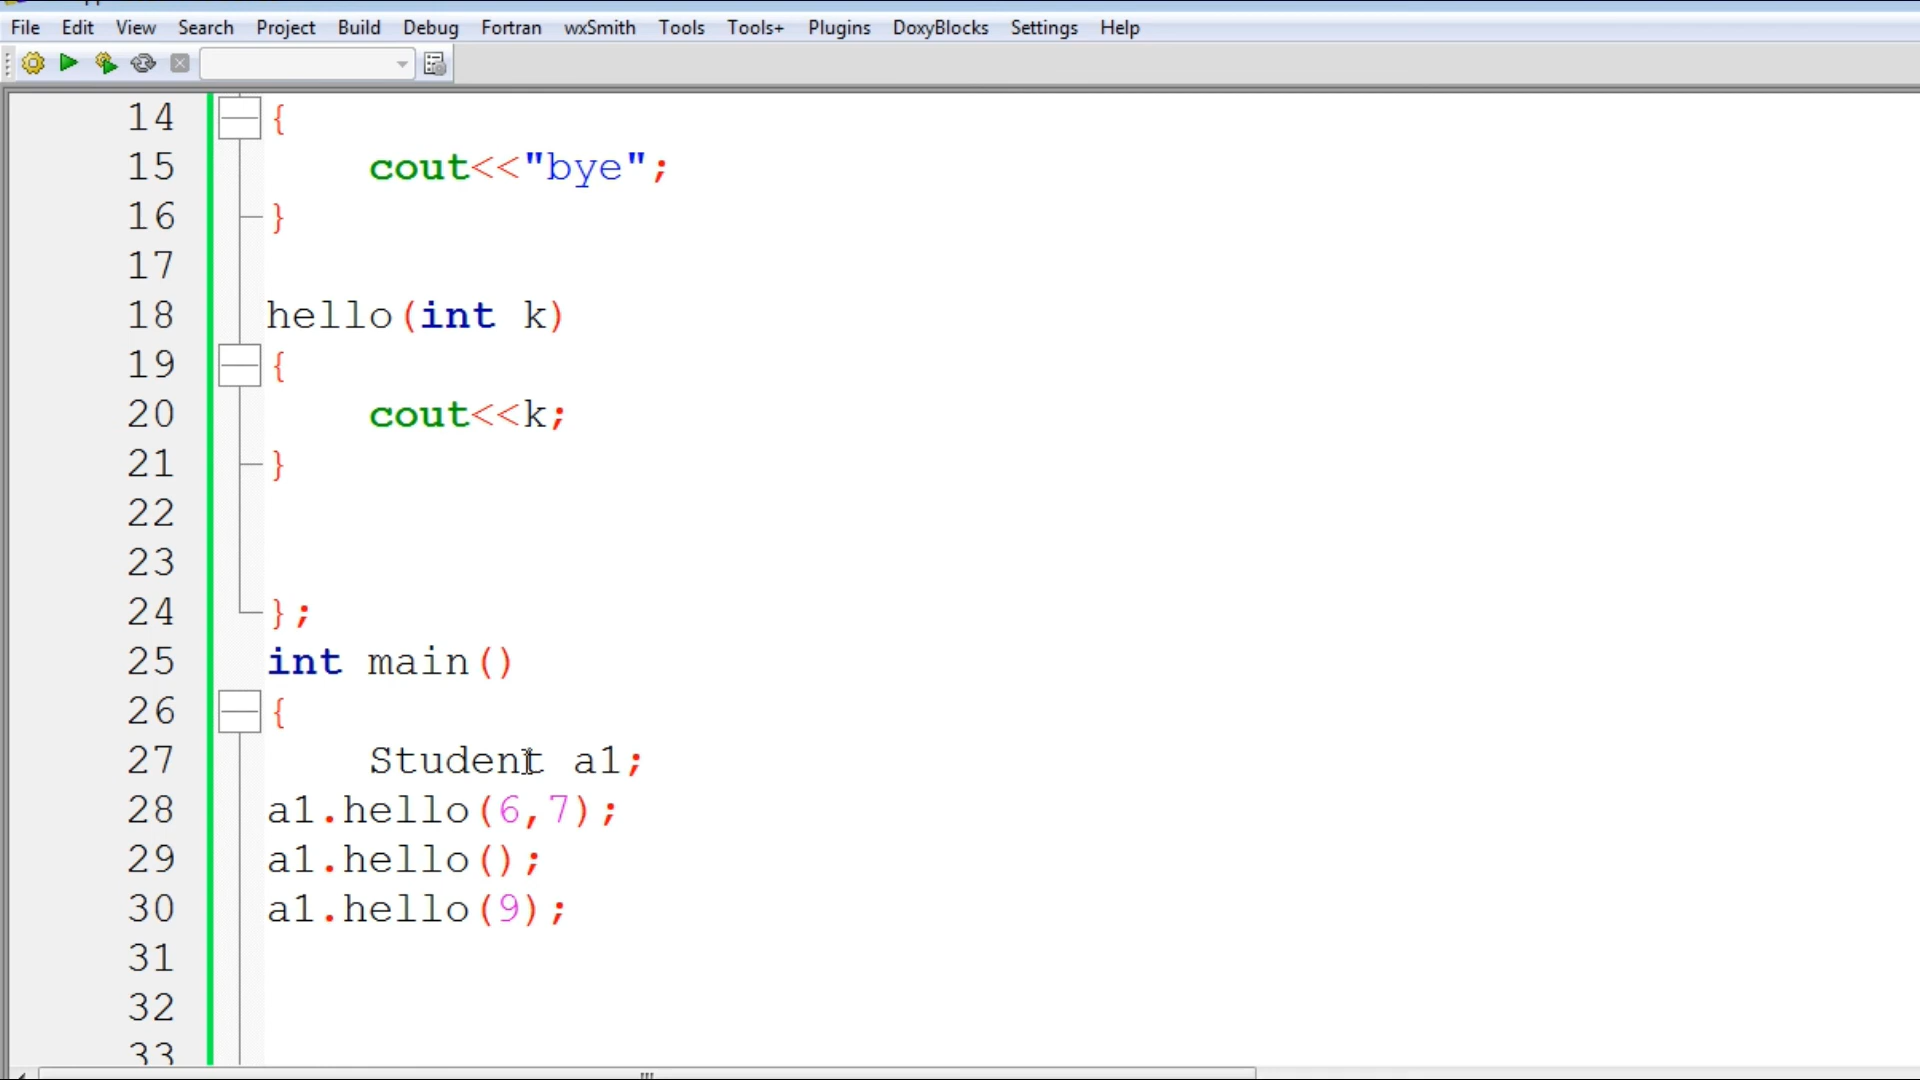 File Edit View Search Project Build Debug Fortran wxSmith Tools Tools+ Plugins DoxyBlocks Settings Help
14 {
15 cout<<"bye";
16 }
17
18 hello(int k)
19 {
20 cout<<k;
21 }
22
23
24 };
25 int main()
26 {
27 Student a1;
28 a1.hello(6,7);
29 a1.hello();
30 a1.hello(9);
31
32
33